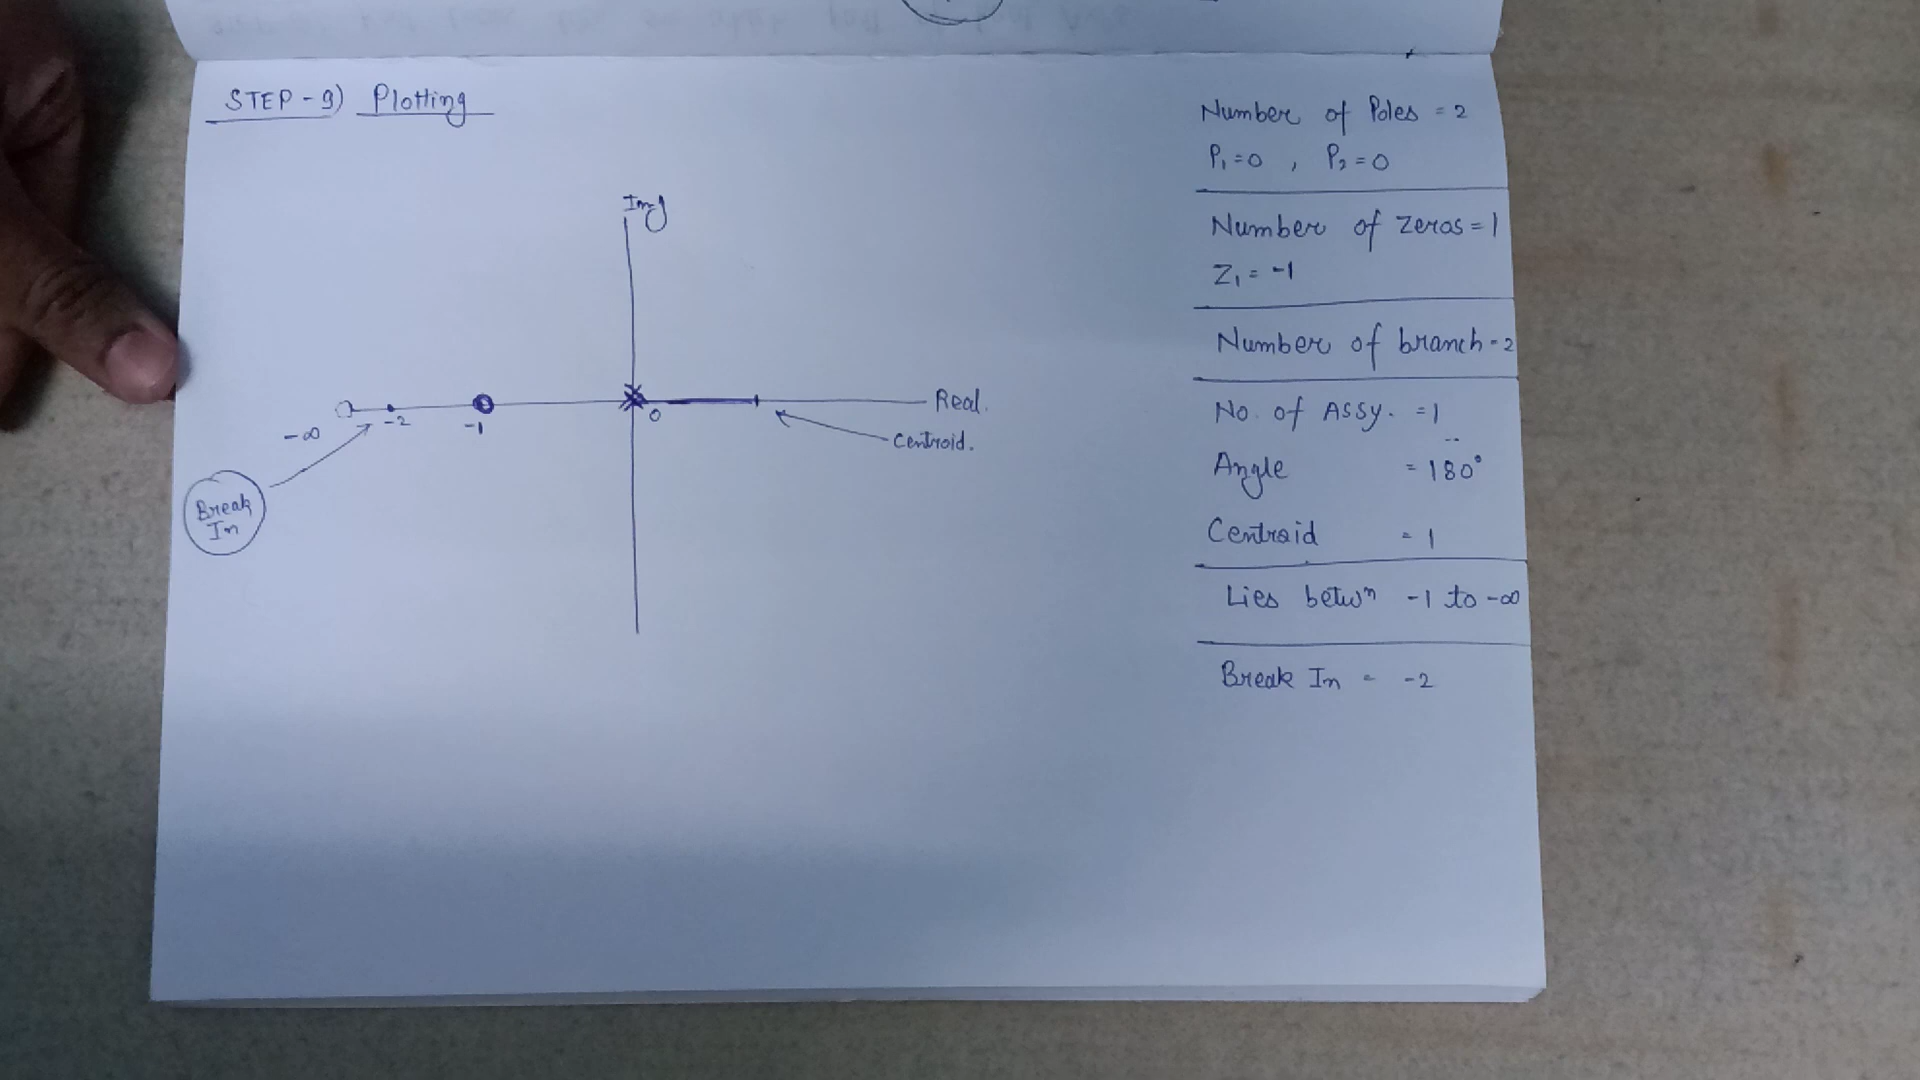 STEP-9) Plotting
Img
Real.
Centroid.
0
-1
-2
-∞
Break
In
Number of Poles = 2
P₁=0 , P₂=0
Number of Zeros=1
Z₁= -1
Number of branch-2
No. of Assy. =1
Angle = 180°
Centroid = 1
Lies betwⁿ -1 to -∞
Break In = -2